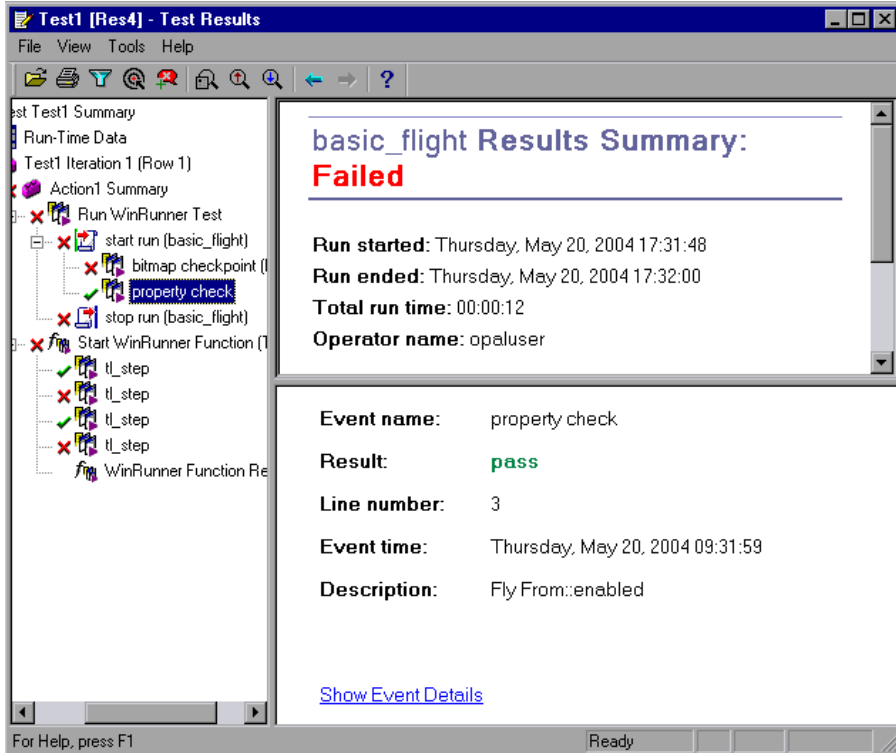 Test1 [Res4] - Test Results
File View Tools Help
est Test1 Summary
Run-Time Data
Test1 Iteration 1 (Row 1)
Action1 Summary
Run WinRunner Test
start run (basic_flight)
bitmap checkpoint (
property check
stop run (basic_flight)
Start WinRunner Function (T
tl_step
tl_step
tl_step
tl_step
WinRunner Function Re
basic_flight Results Summary:
Failed
Run started: Thursday, May 20, 2004 17:31:48
Run ended: Thursday, May 20, 2004 17:32:00
Total run time: 00:00:12
Operator name: opaluser
Event name: property check
Result: pass
Line number: 3
Event time: Thursday, May 20, 2004 09:31:59
Description: Fly From::enabled
Show Event Details
For Help, press F1 Ready